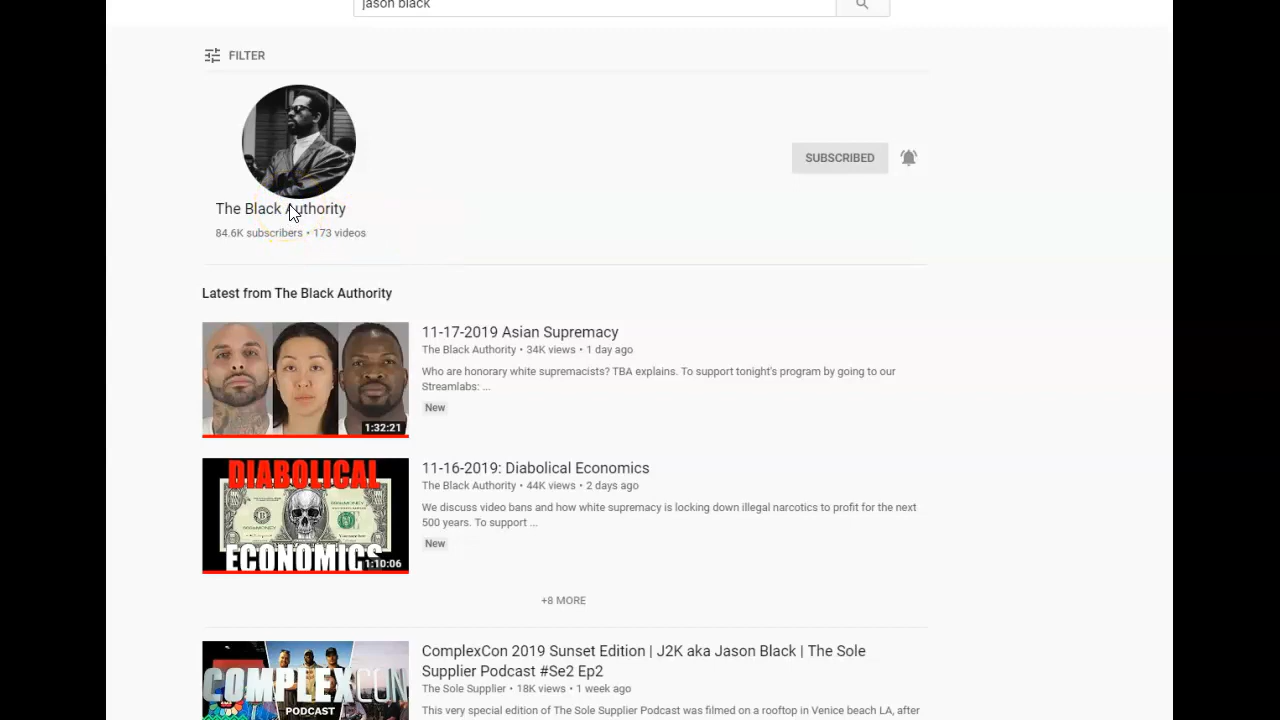 jason black
FILTER
The Black Authority
84.6K subscribers • 173 videos
SUBSCRIBED
Latest from The Black Authority
11-17-2019 Asian Supremacy
The Black Authority • 34K views • 1 day ago
Who are honorary white supremacists? TBA explains. To support tonight's program by going to our
Streamlabs: ...
New
1:32:21
11-16-2019: Diabolical Economics
The Black Authority • 44K views • 2 days ago
We discuss video bans and how white supremacy is locking down illegal narcotics to profit for the next
500 years. To support ...
New
DIABOLICAL
ECONOMICS
1:10:06
+8 MORE
ComplexCon 2019 Sunset Edition | J2K aka Jason Black | The Sole
Supplier Podcast #Se2 Ep2
The Sole Supplier • 18K views • 1 week ago
This very special edition of The Sole Supplier Podcast was filmed on a rooftop in Venice beach LA, after
COMPLEXCON
PODCAST